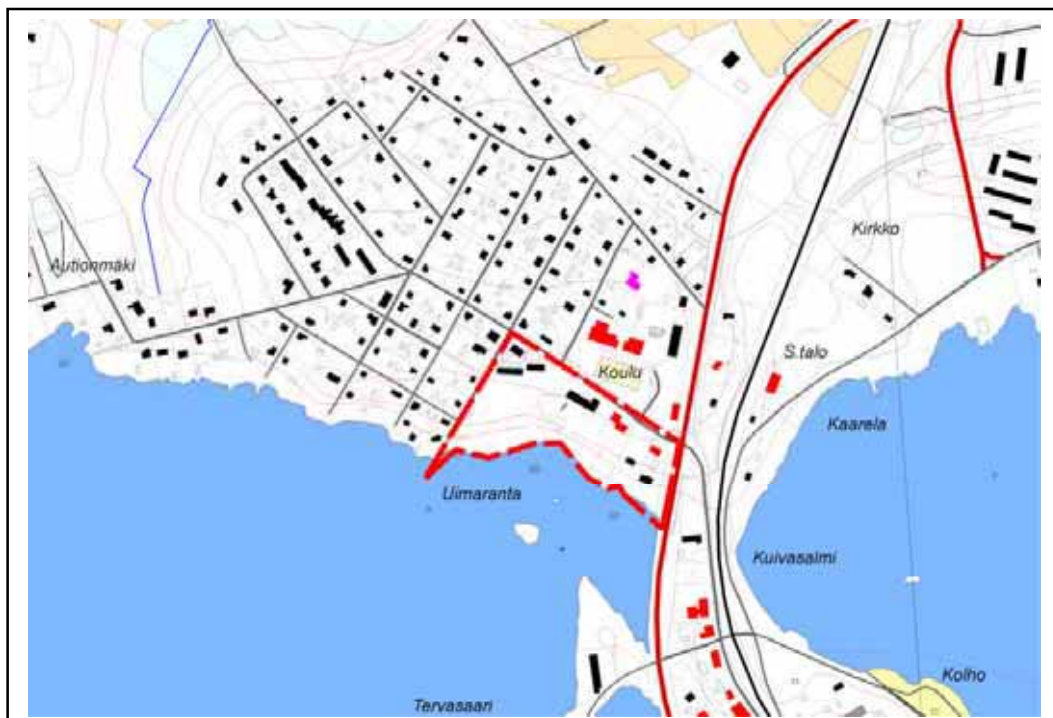 Kirkko
Autionmäki
S.talo
Koulu
Kaarela
Uimaranta
Kuivasalmi
Kolho
Tervasaari